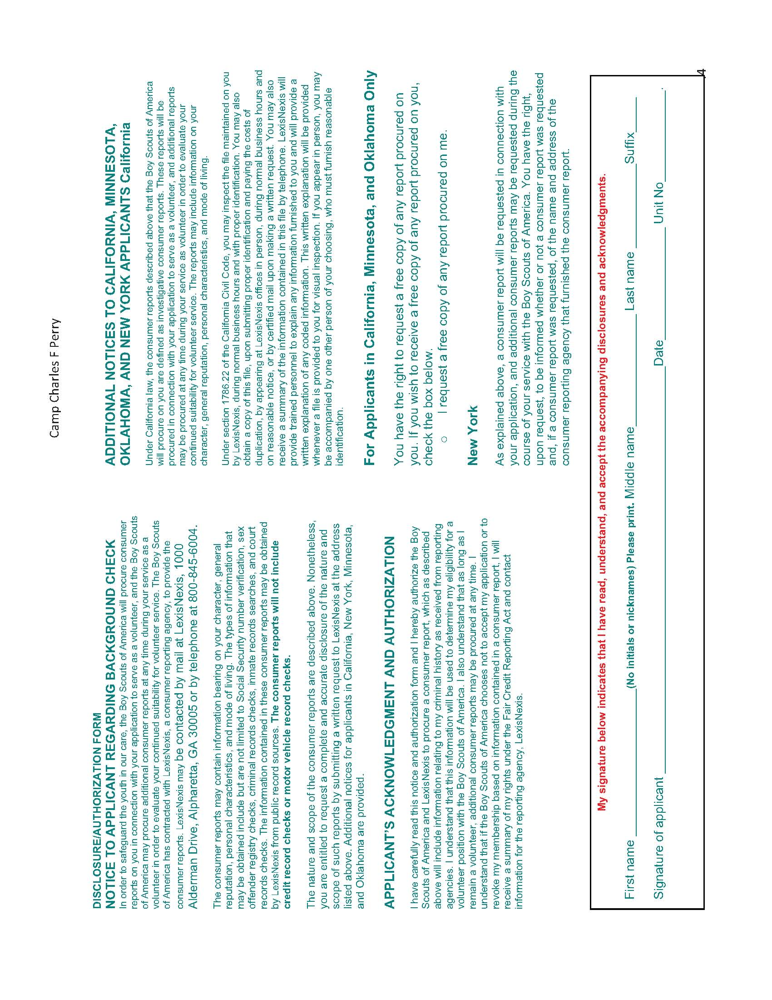 Camp Charles F Perry
DISCLOSURE/AUTHORIZATION FORM
NOTICE TO APPLICANT REGARDING BACKGROUND CHECK
In order to safeguard the youth in our care, the Boy Scouts of America will procure consumer
reports on you in connection with your application to serve as a volunteer, and the Boy Scouts
of America may procure additional consumer reports at any time during your service as a
volunteer in order to evaluate your continued suitability for volunteer service. The Boy Scouts
of America has contracted with LexisNexis, a consumer reporting agency, to provide the
consumer reports. LexisNexis may be contacted by mail at LexisNexis, 1000
Alderman Drive, Alpharetta, GA 30005 or by telephone at 800-845-6004.
The consumer reports may contain information bearing on your character, general
reputation, personal characteristics, and mode of living. The types of information that
may be obtained include but are not limited to Social Security number verification, sex
offender registry checks, criminal records checks, inmate records searches, and court
records checks. The information contained in these consumer reports may be obtained
by LexisNexis from public record sources. The consumer reports will not include
credit record checks or motor vehicle record checks.
The nature and scope of the consumer reports are described above. Nonetheless,
you are entitled to request a complete and accurate disclosure of the nature and
scope of such reports by submitting a written request to LexisNexis at the address
listed above. Additional notices for applicants in California, New York, Minnesota,
and Oklahoma are provided.
APPLICANT'S ACKNOWLEDGMENT AND AUTHORIZATION
I have carefully read this notice and authorization form and I hereby authorize the Boy
Scouts of America and LexisNexis to procure a consumer report, which as described
above will include information relating to my criminal history as received from reporting
agencies. I understand that this information will be used to determine my eligibility for a
volunteer position with the Boy Scouts of America. I also understand that as long as I
remain a volunteer, additional consumer reports may be procured at any time. I
understand that if the Boy Scouts of America chooses not to accept my application or to
revoke my membership based on information contained in a consumer report, I will
receive a summary of my rights under the Fair Credit Reporting Act and contact
information for the reporting agency, LexisNexis.
ADDITIONAL NOTICES TO CALIFORNIA, MINNESOTA,
OKLAHOMA, AND NEW YORK APPLICANTS California
Under California law, the consumer reports described above that the Boy Scouts of America
will procure on you are defined as investigative consumer reports. These reports will be
procured in connection with your application to serve as a volunteer, and additional reports
may be procured at any time during your service as volunteer in order to evaluate your
continued suitability for volunteer service. The reports may include information on your
character, general reputation, personal characteristics, and mode of living.
Under section 1786.22 of the California Civil Code, you may inspect the file maintained on you
by LexisNexis, during normal business hours and with proper identification. You may also
obtain a copy of this file, upon submitting proper identification and paying the costs of
duplication, by appearing at LexisNexis offices in person, during normal business hours and
on reasonable notice, or by certified mail upon making a written request. You may also
receive a summary of the information contained in this file by telephone. LexisNexis will
provide trained personnel to explain any information furnished to you and will provide a
written explanation of any coded information. This written explanation will be provided
whenever a file is provided to you for visual inspection. If you appear in person, you may
be accompanied by one other person of your choosing, who must furnish reasonable
identification.
For Applicants in California, Minnesota, and Oklahoma Only
You have the right to request a free copy of any report procured on
you. If you wish to receive a free copy of any report procured on you,
check the box below.
○ I request a free copy of any report procured on me.
New York
As explained above, a consumer report will be requested in connection with
your application, and additional consumer reports may be requested during the
course of your service with the Boy Scouts of America. You have the right,
upon request, to be informed whether or not a consumer report was requested
and, if a consumer report was requested, of the name and address of the
consumer reporting agency that furnished the consumer report.
My signature below indicates that I have read, understand, and accept the accompanying disclosures and acknowledgments.
First name ____ (No initials or nicknames) Please print. Middle name____ Last name ____Suffix____
Signature of applicant ____ Date____ Unit No____.
4